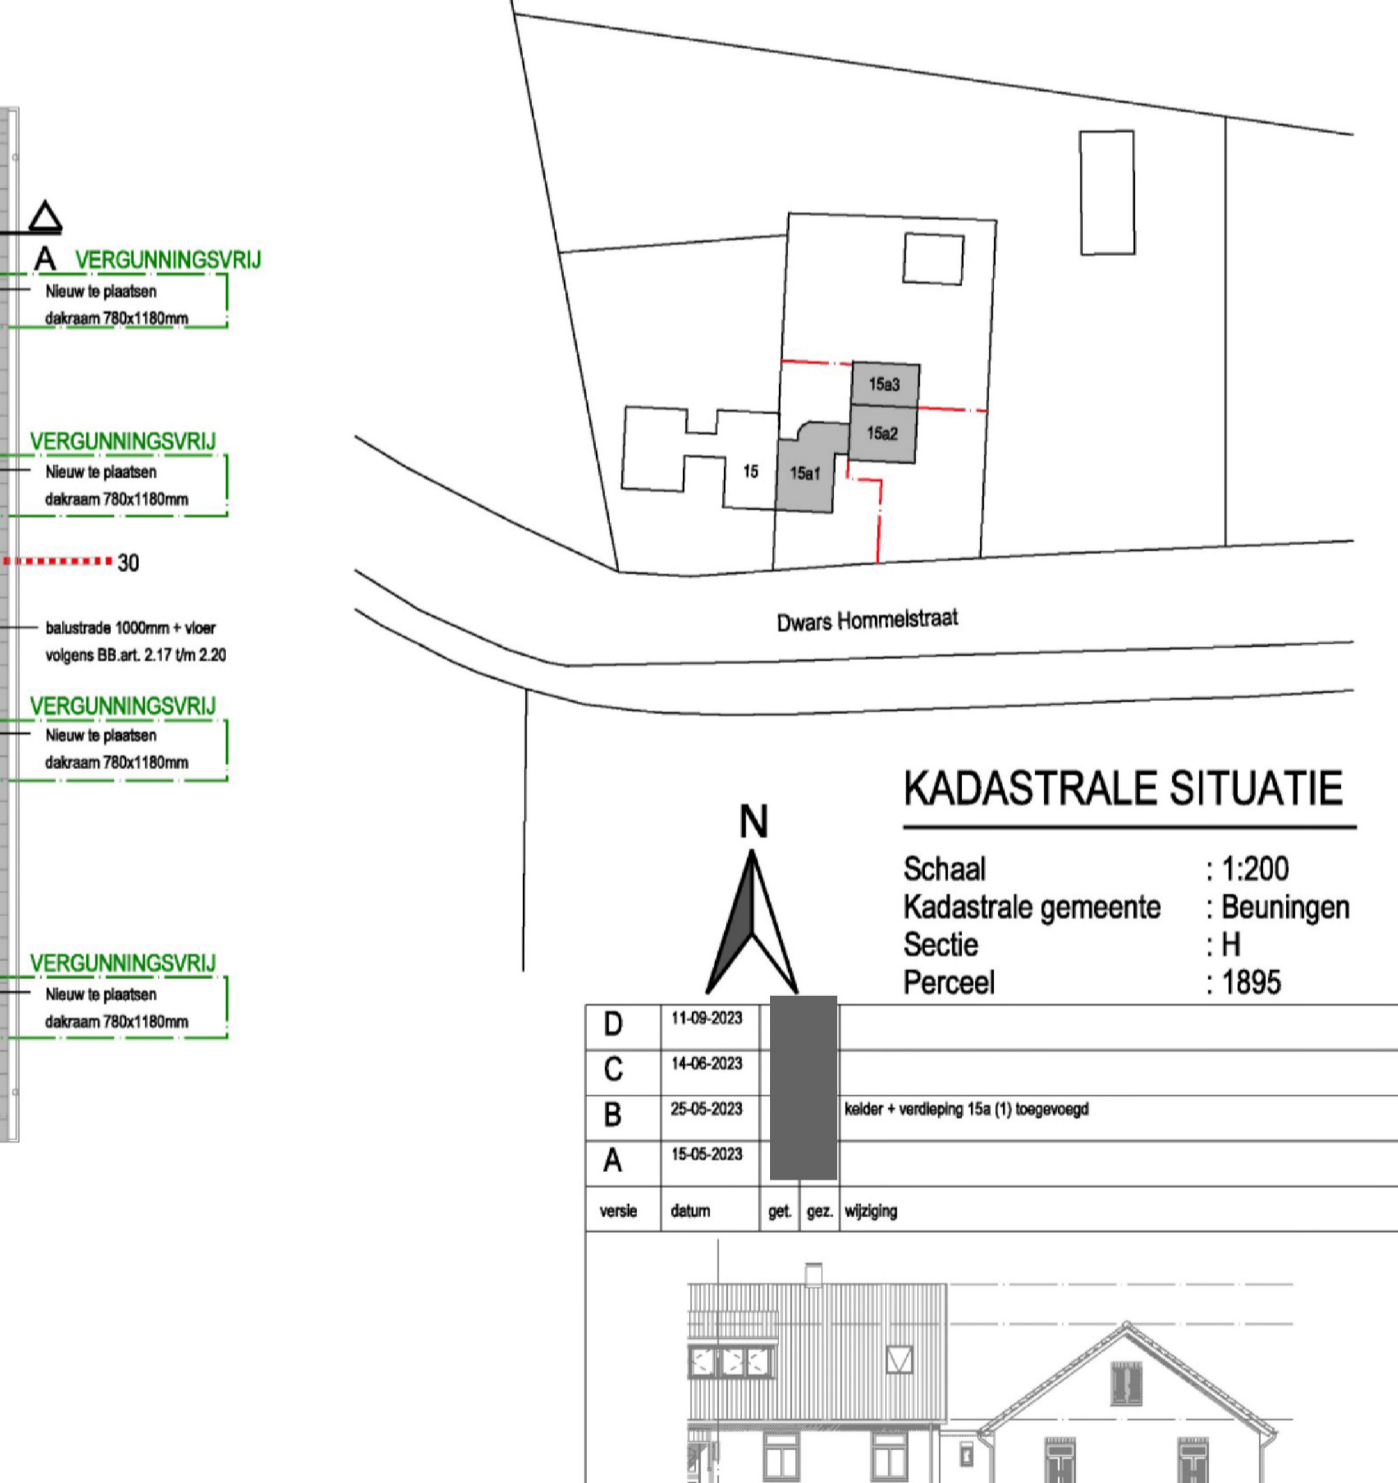 A VERGUNNINGSVRIJ
Nieuw te plaatsen
dakraam 780x1180mm
VERGUNNINGSVRIJ
Nieuw te plaatsen
dakraam 780x1180mm
30
balustrade 1000mm + vloer
volgens BB.art. 2.17 t/m 2.20
VERGUNNINGSVRIJ
Nieuw te plaatsen
dakraam 780x1180mm
VERGUNNINGSVRIJ
Nieuw te plaatsen
dakraam 780x1180mm
15a3
15a2
15
15a1
Dwars Hommelstraat
N
KADASTRALE SITUATIE
Schaal : 1:200
Kadastrale gemeente : Beuningen
Sectie : H
Perceel : 1895
D 11-09-2023
C 14-06-2023
B 25-05-2023 kelder + verdieping 15a (1) toegevoegd
A 15-05-2023
versie datum get. gez. wijziging